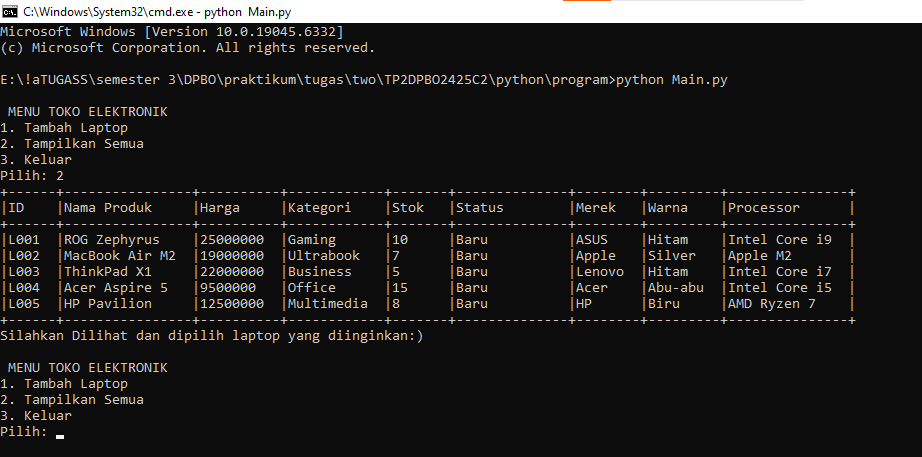 C:\Windows\System32\cmd.exe - python Main.py
Microsoft Windows [Version 10.0.19045.6332]
(c) Microsoft Corporation. All rights reserved.
E:\!aTUGASS\semester 3\DPBO\praktikum\tugas\two\TP2DPBO2425C2\python\program>python Main.py
MENU TOKO ELEKTRONIK
1. Tambah Laptop
2. Tampilkan Semua
3. Keluar
Pilih: 2
+------+----------------+----------+------------+-------+--------------+--------+---------+---------------+
|ID    |Nama Produk     |Harga     |Kategori    |Stok   |Status        |Merek   |Warna    |Processor      |
+------+----------------+----------+------------+-------+--------------+--------+---------+---------------+
|L001  |ROG Zephyrus    |25000000  |Gaming      |10     |Baru          |ASUS    |Hitam    |Intel Core i9  |
|L002  |MacBook Air M2  |19000000  |Ultrabook   |7      |Baru          |Apple   |Silver   |Apple M2       |
|L003  |ThinkPad X1     |22000000  |Business    |5      |Baru          |Lenovo  |Hitam    |Intel Core i7  |
|L004  |Acer Aspire 5   |9500000   |Office      |15     |Baru          |Acer    |Abu-abu  |Intel Core i5  |
|L005  |HP Pavilion     |12500000  |Multimedia  |8      |Baru          |HP      |Biru     |AMD Ryzen 7    |
+------+----------------+----------+------------+-------+--------------+--------+---------+---------------+
Silahkan Dilihat dan dipilih laptop yang diinginkan:)
MENU TOKO ELEKTRONIK
1. Tambah Laptop
2. Tampilkan Semua
3. Keluar
Pilih: